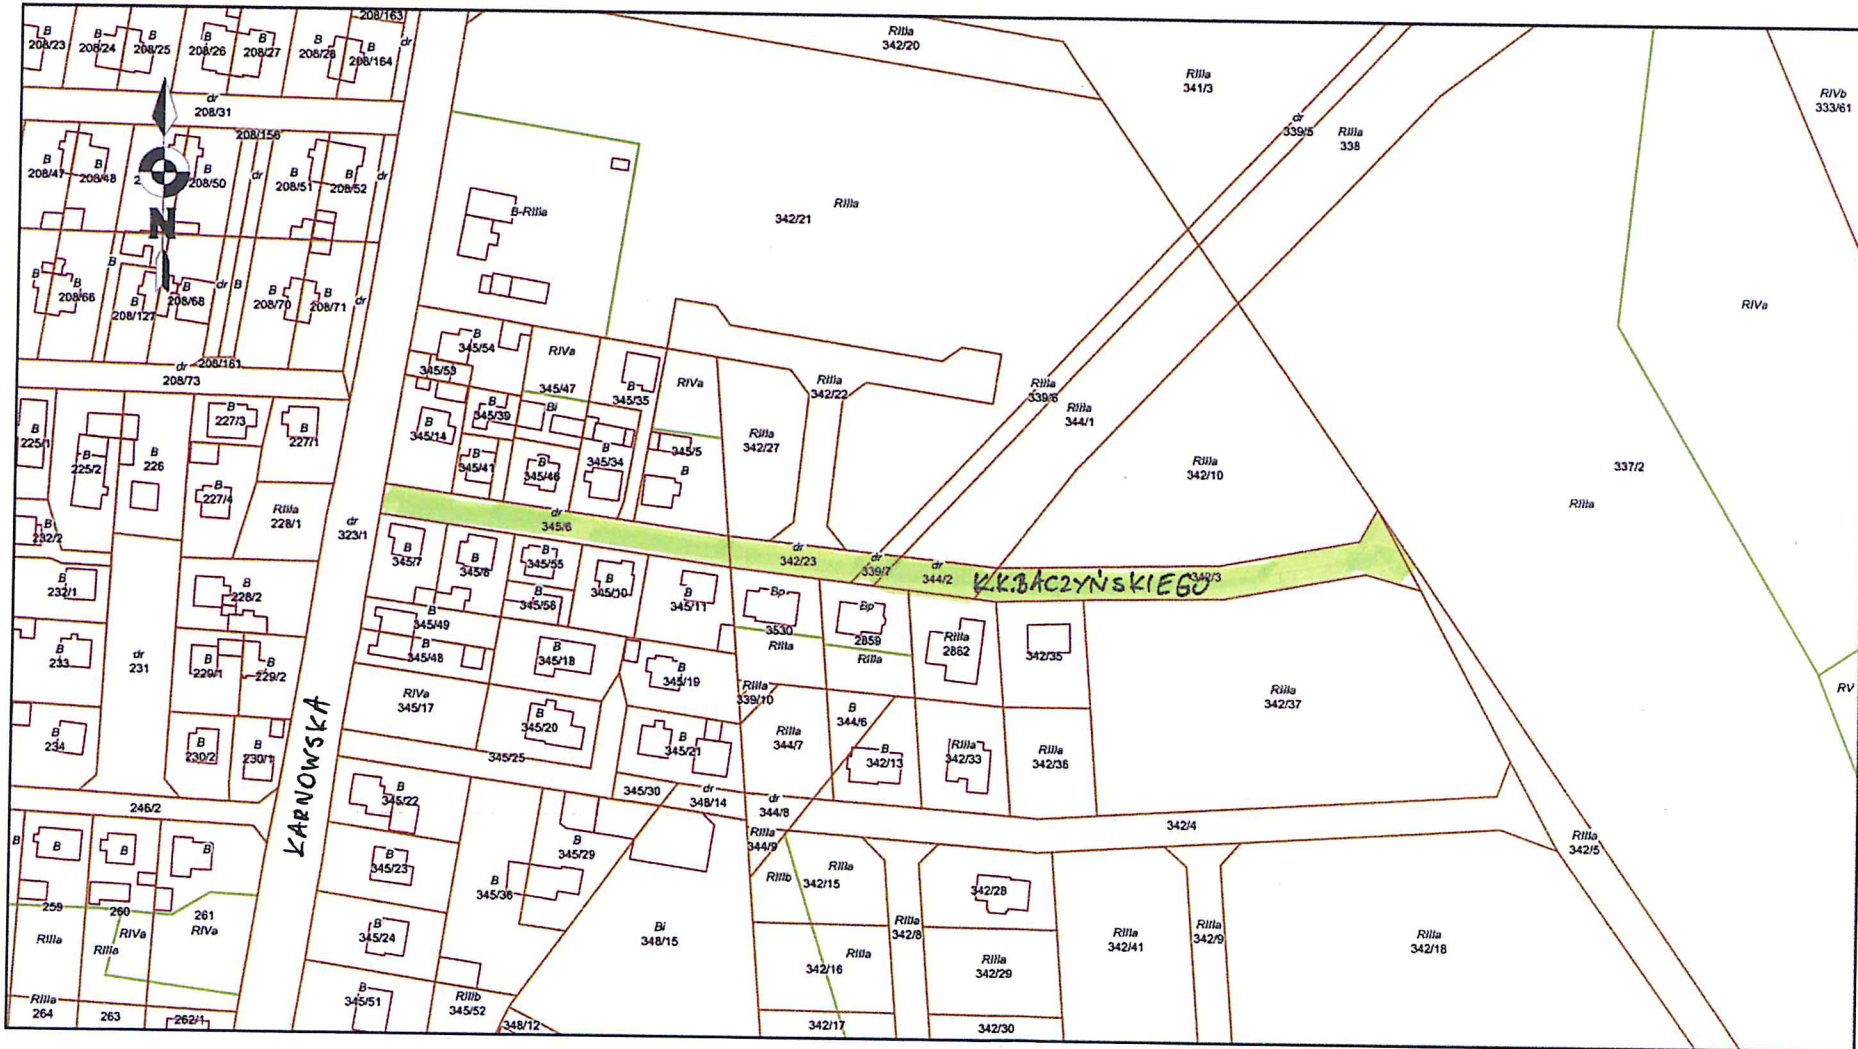 208/163
B
208/23
B
208/24
B
208/25
B
208/26
B
208/27
B
208/28
B
208/164
dr
RIIIa
342/20
RIIIa
341/3
RIVb
333/61
dr
208/31
208/156
dr
339/5
RIIIa
338
B
208/47
B
208/48
B
208/50
dr
B
208/51
B
208/52
dr
N
B-RIIIa
342/21
RIIIa
B
208/66
B
B
208/127
B
208/68
dr
B
B
208/70
B
208/71
dr
RIVa
dr
208/73
208/161
B
345/54
345/53
RIVa
345/47
B
345/35
RIVa
RIIIa
342/22
RIIIa
339/6
RIIIa
344/1
B
225/1
B
225/2
B
226
B
227/3
B
227/1
B
345/14
B
345/39
Bi
B
345/34
345/5
B
RIIIa
342/27
RIIIa
342/10
337/2
RIIIa
B
345/41
B
345/46
B
227/4
RIIIa
228/1
dr
323/1
dr
345/6
dr
342/23
dr
339/7
dr
344/2
342/3
K.K.BACZYŃSKIEGO
B
232/2
B
232/1
B
228/2
B
345/7
B
345/8
B
345/55
B
345/56
B
345/10
B
345/11
Bp
3530
RIIIa
Bp
2859
RIIIa
RIIIa
2862
342/35
B
233
dr
231
B
229/1
B
229/2
B
345/49
B
345/48
B
345/18
B
345/19
RIIIa
339/10
RIIIa
342/37
RV
RIVa
345/17
B
345/20
B
345/21
RIIIa
344/7
B
344/6
B
342/13
RIIIa
342/33
RIIIa
342/36
B
234
B
230/2
B
230/1
KARNOWSKA
345/25
345/30
dr
348/14
dr
344/8
342/4
RIIIa
342/5
246/2
B
345/22
RIIIa
344/9
B
B
B
B
B
345/23
B
345/29
B
345/36
RIIIb
RIIIa
342/15
342/28
259
260
261
RIVa
RIIIa
RIIIa
RIVa
B
345/24
Bi
348/15
RIIIa
342/8
RIIIa
342/41
RIIIa
342/9
RIIIa
342/18
342/16
RIIIa
RIIIa
342/29
RIIIa
264
263
262/1
B
345/51
RIIIb
345/52
348/12
342/17
342/30